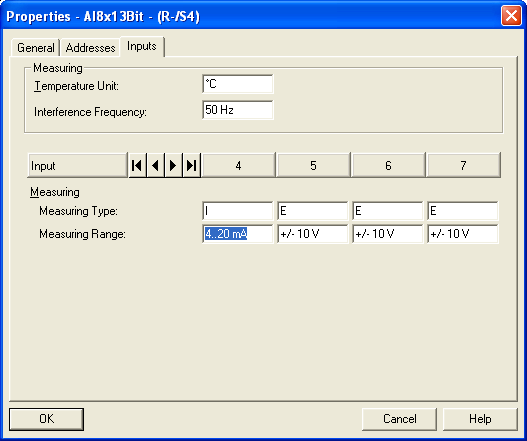 Properties - AI8x13Bit - (R-/S4)
General Addresses Inputs
Measuring
Temperature Unit: °C
Interference Frequency: 50 Hz
Input 4 5 6 7
Measuring
Measuring Type: I E E E
Measuring Range: 4..20 mA +/- 10 V +/- 10 V +/- 10 V
OK Cancel Help